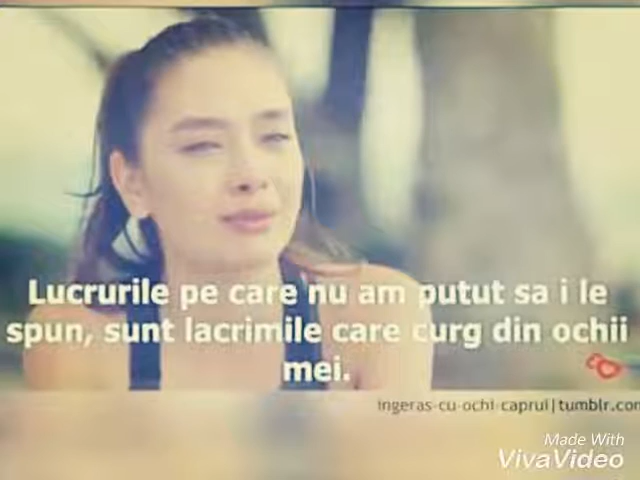 Lucrurile pe care nu am putut sa i le
spun, sunt lacrimile care curg din ochii
mei.
ingeras-cu-ochi-caprui|tumblr.com
Made With
VivaVideo